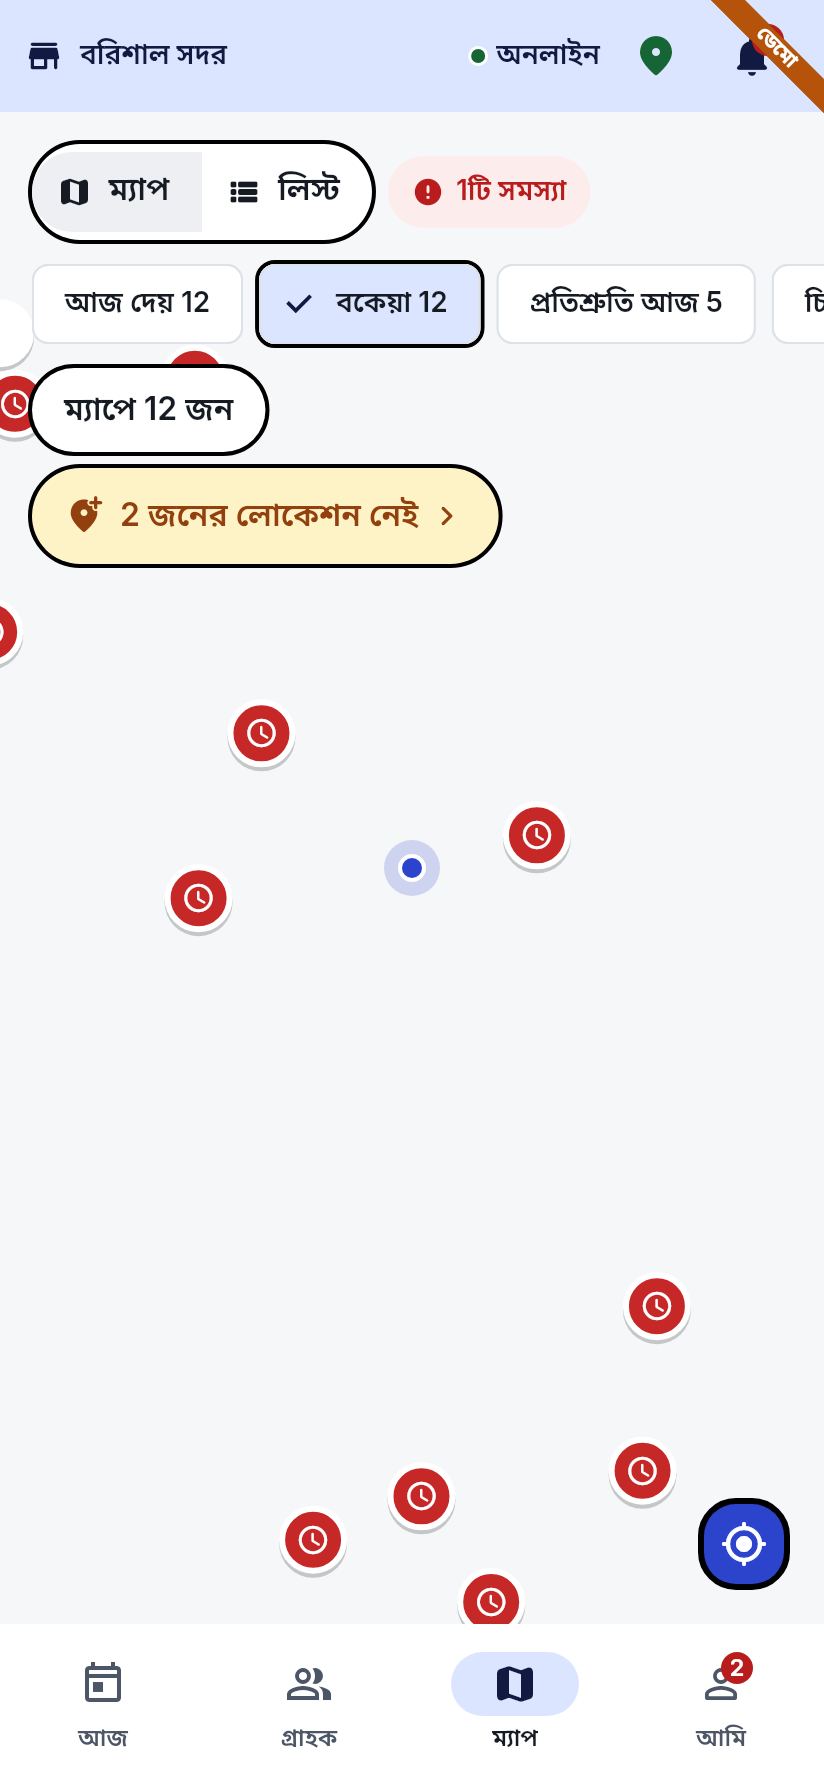 বরিশাল সদর
অনলাইন
ডেমো
ম্যাপ
লিস্ট
1টি সমস্যা
আজ দেয় 12
বকেয়া 12
প্রতিশ্রুতি আজ 5
ম্যাপে 12 জন
2 জনের লোকেশন নেই
আজ
গ্রাহক
ম্যাপ
2
আমি